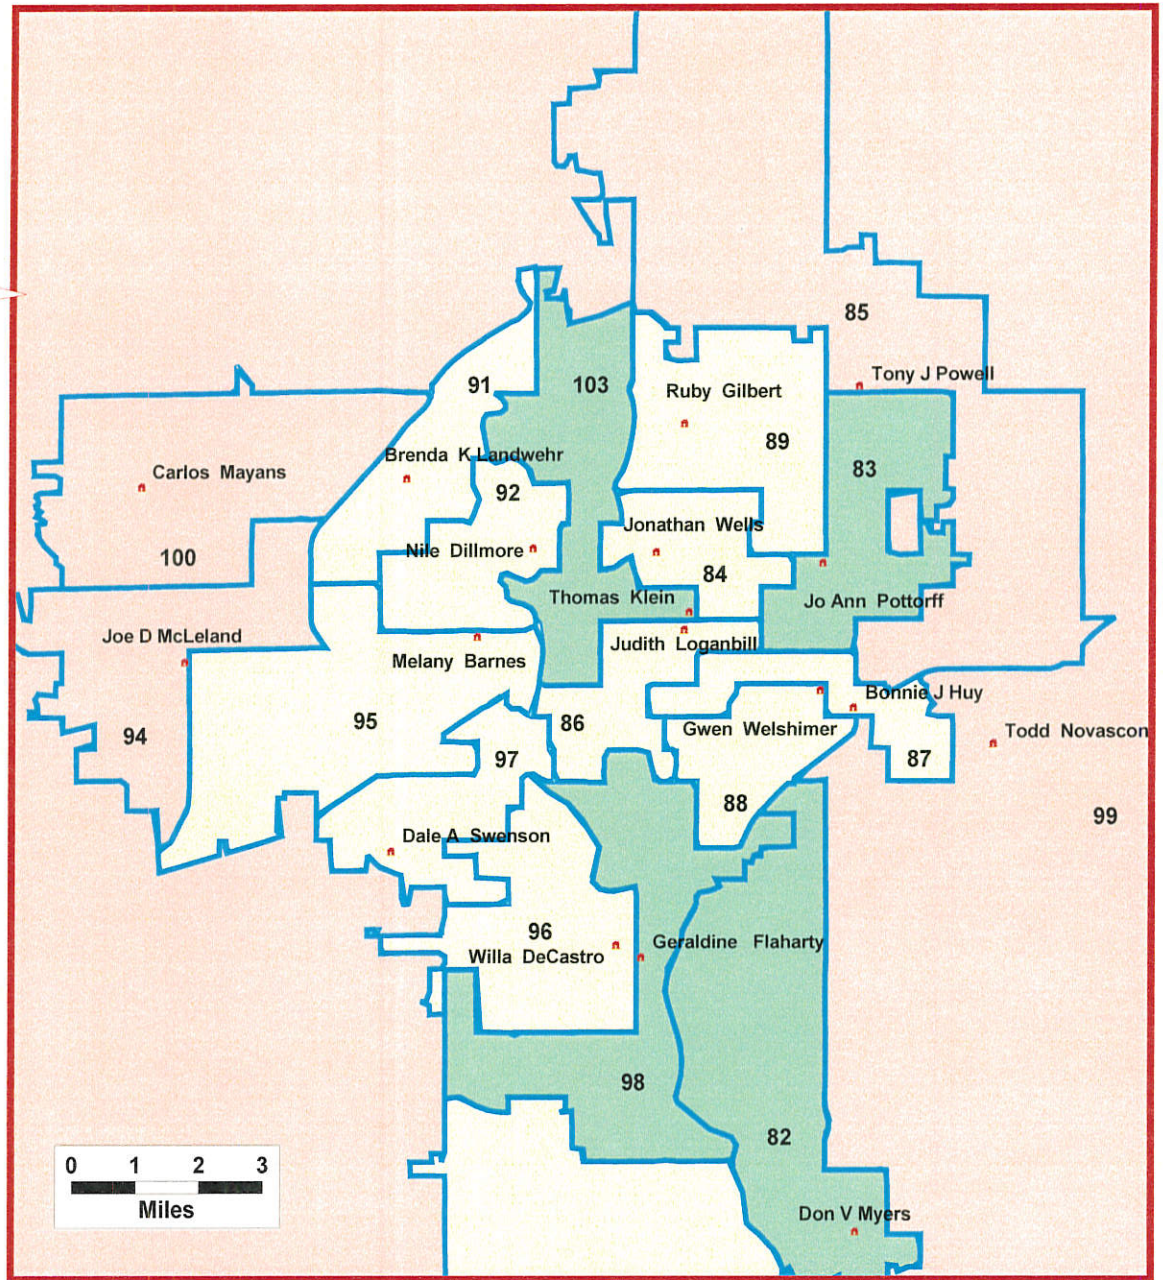 85
Tony J Powell
91
103
Ruby Gilbert
89
83
Brenda K Landwehr
Carlos Mayans
92
Jonathan Wells
Nile Dillmore
100
84
Thomas Klein
Jo Ann Pottorff
Joe D McLeland
Judith Loganbill
Melany Barnes
Bonnie J Huy
95
86
Gwen Welshimer
Todd Novascon
94
97
87
88
99
Dale A Swenson
96
Geraldine Flaharty
Willa DeCastro
98
82
0 1 2 3
Miles
Don V Myers